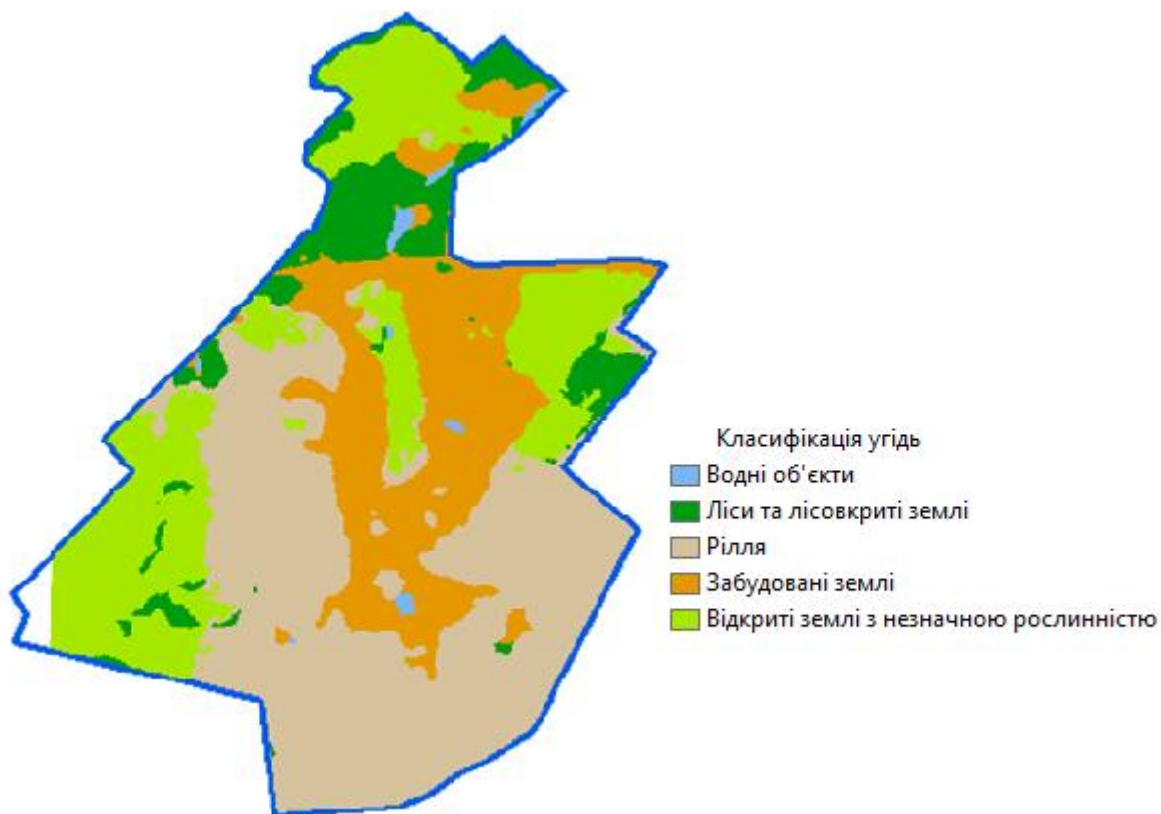 Класифікація угідь
Водні об'єкти
Ліси та лісовкриті землі
Рілля
Забудовані землі
Відкриті землі з незначною рослинністю